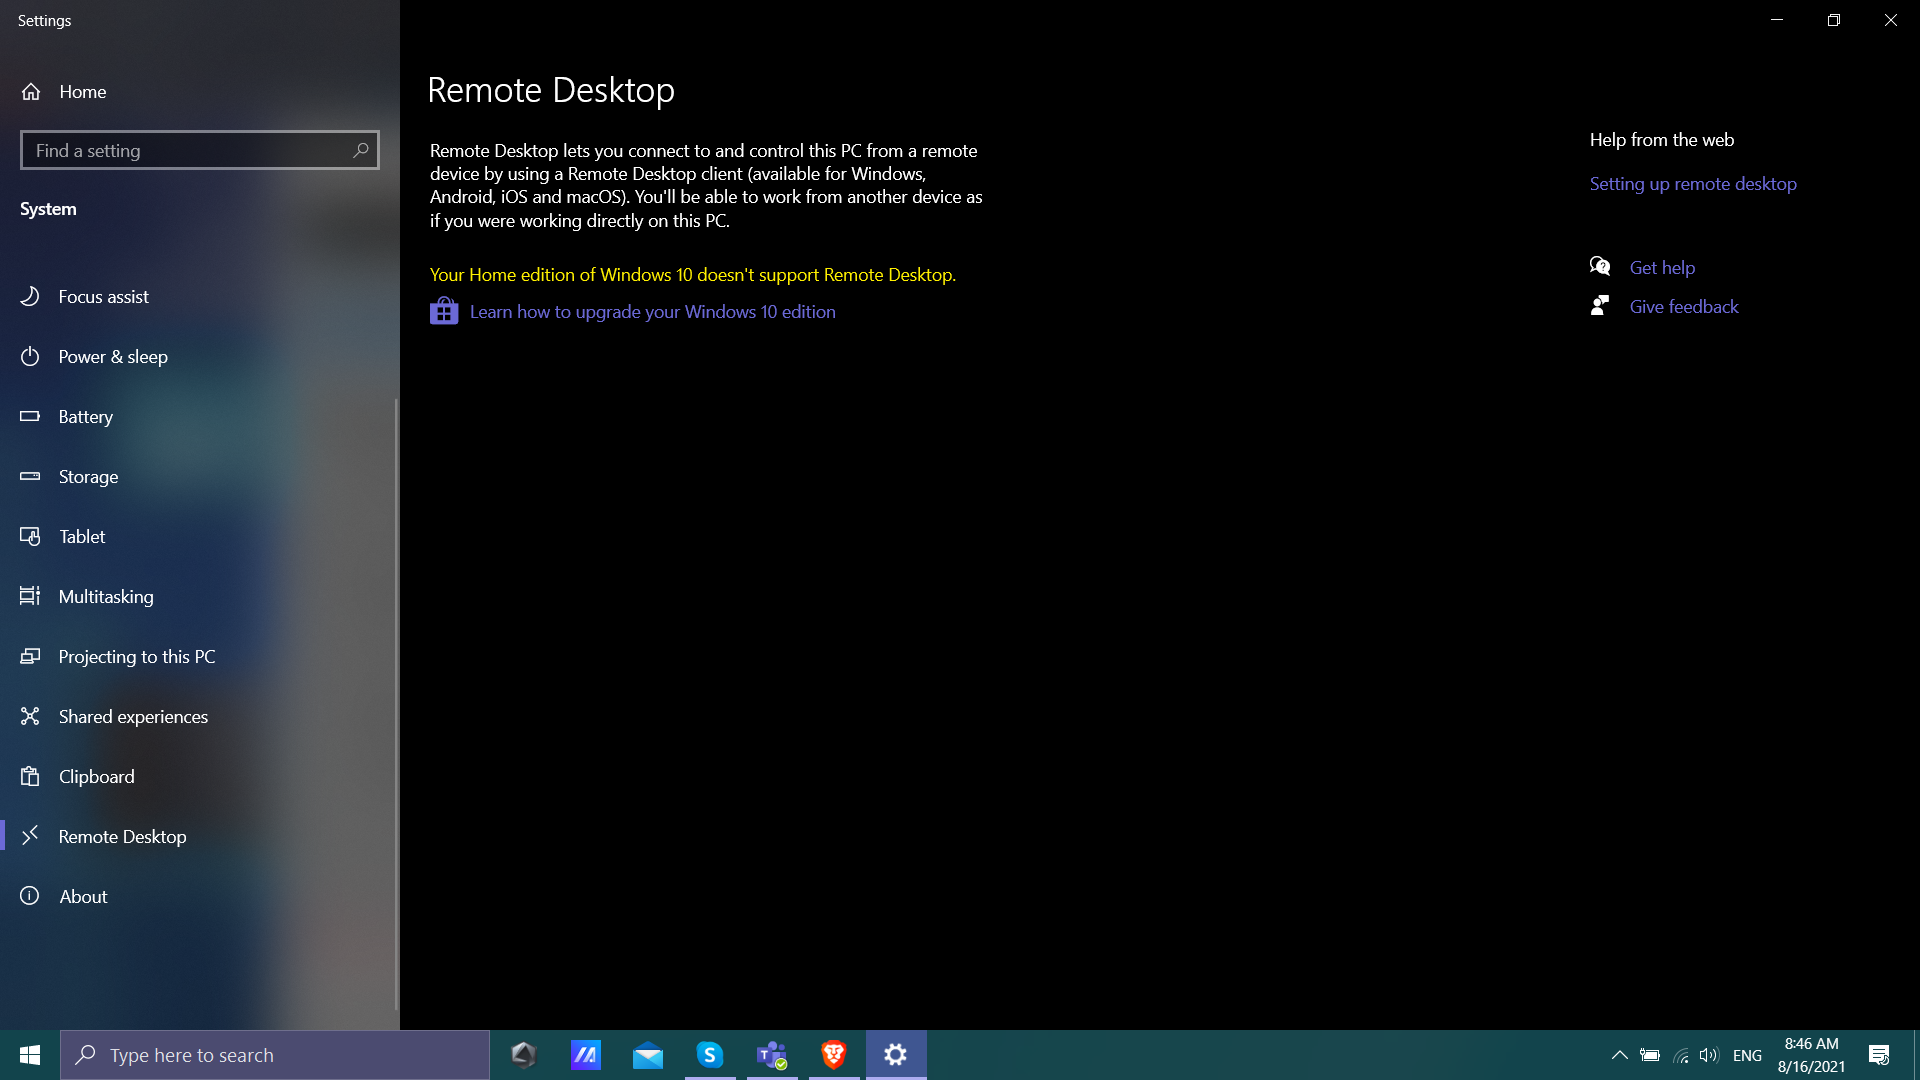 Settings
Home
Find a setting
System
Focus assist
Power & sleep
Battery
Storage
Tablet
Multitasking
Projecting to this PC
Shared experiences
Clipboard
Remote Desktop
About
Remote Desktop
Remote Desktop lets you connect to and control this PC from a remote
device by using a Remote Desktop client (available for Windows,
Android, iOS and macOS). You'll be able to work from another device as
if you were working directly on this PC.
Your Home edition of Windows 10 doesn't support Remote Desktop.
Learn how to upgrade your Windows 10 edition
Help from the web
Setting up remote desktop
Get help
Give feedback
Type here to search
ENG
8:46 AM
8/16/2021